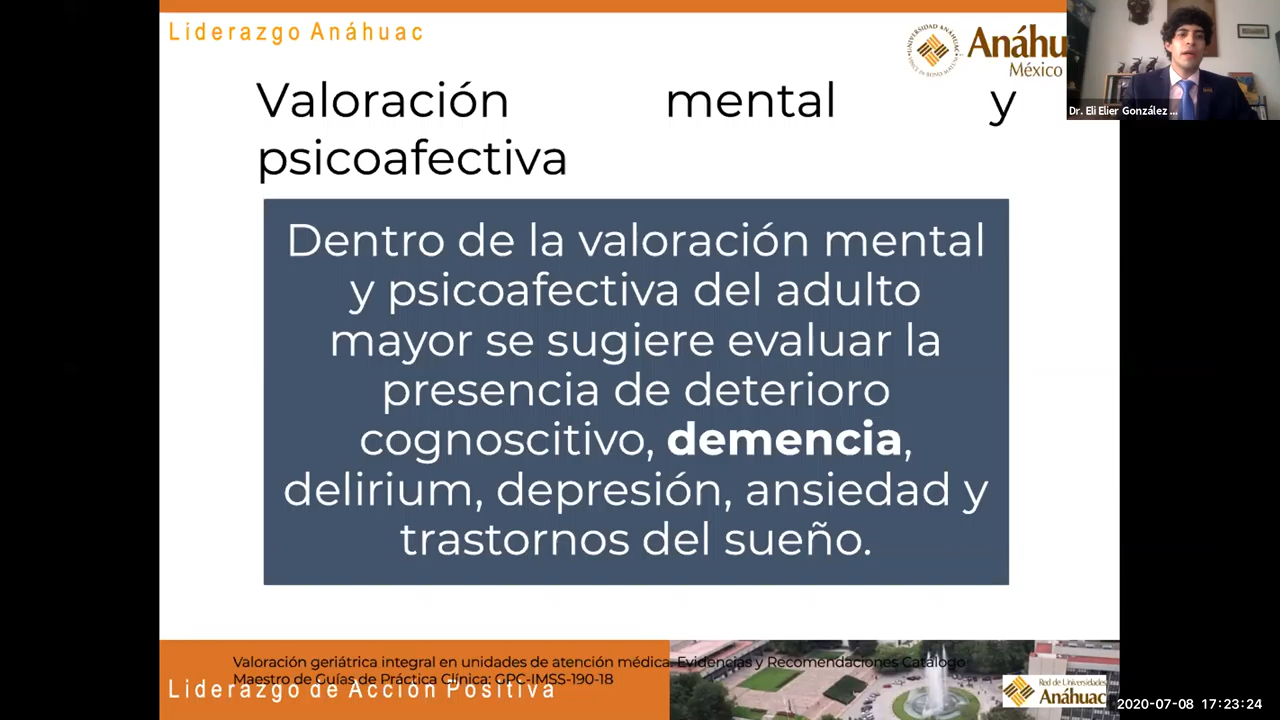 Liderazgo Anáhuac
Anáhu
México
Dr. Eli Elier González ...
Valoración mental y
psicoafectiva
Dentro de la valoración mental
y psicoafectiva del adulto
mayor se sugiere evaluar la
presencia de deterioro
cognoscitivo, demencia,
delirium, depresión, ansiedad y
trastornos del sueño.
Valoración geriátrica integral en unidades de atención médica. Evidencias y Recomendaciones Catálogo
Maestro de Guías de Práctica Clínica: GPC-IMSS-190-18
Liderazgo de Acción Positiva
Red de Universidades
Anáhuac
2020-07-08 17:23:24